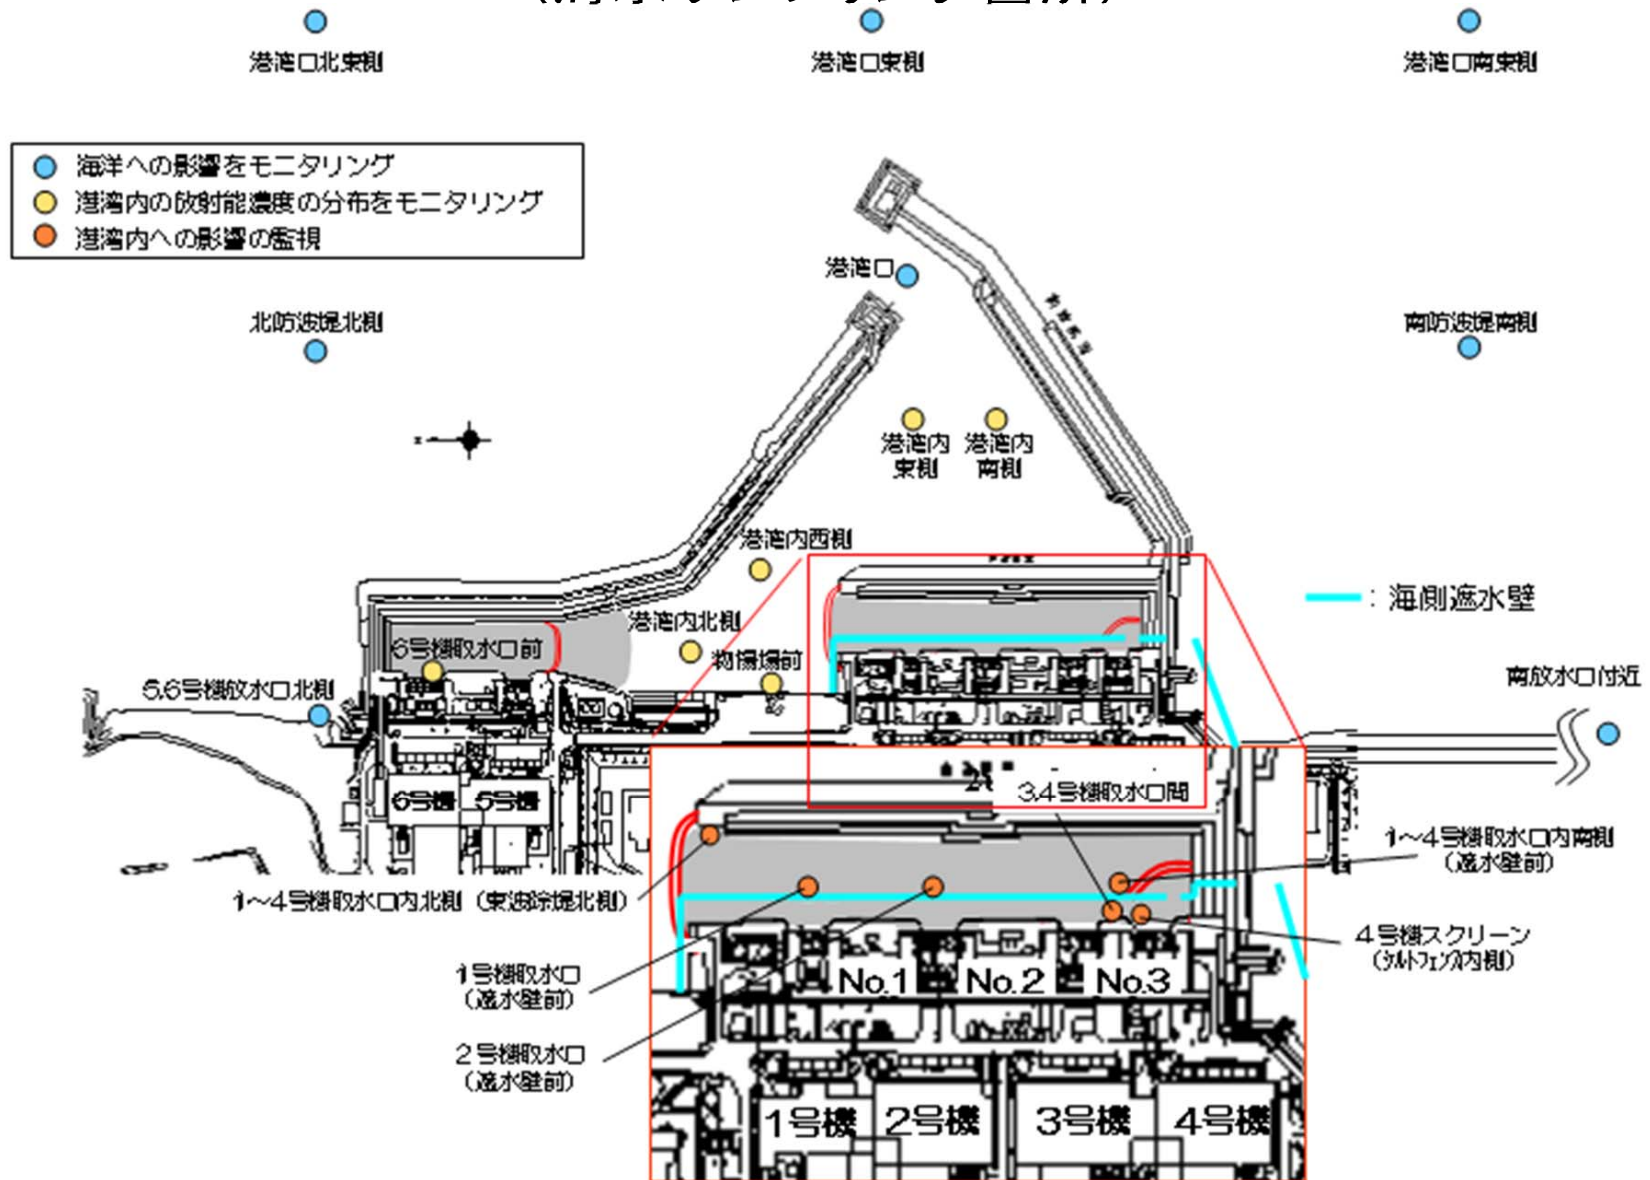 港湾口北東側
港湾口東側
港湾口南東側
海洋への影響をモニタリング
港湾内の放射能濃度の分布をモニタリング
港湾内への影響の監視
港湾口
北防波堤北側
南防波堤南側
港湾内
東側
港湾内
南側
港湾内西側
:海側遮水壁
港湾内北側
6号機取水口前
物揚場前
5,6号機放水口北側
南放水口付近
6号機
5号機
3,4号機取水口間
1～4号機取水口内南側
(遮水壁前)
1～4号機取水口内北側(東波除堤北側)
4号機スクリーン
(シルトフェンス内側)
1号機取水口
(遮水壁前)
No.1
No.2
No.3
2号機取水口
(遮水壁前)
1号機
2号機
3号機
4号機